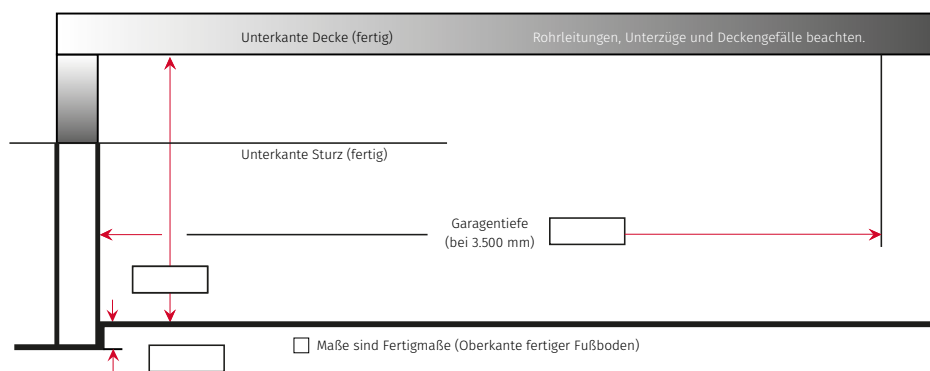 Unterkante Decke (fertig)
Rohrleitungen, Unterzüge und Deckengefälle beachten.
Unterkante Sturz (fertig)
Garagentiefe
(bei 3.500 mm)
Maße sind Fertigmaße (Oberkante fertiger Fußboden)